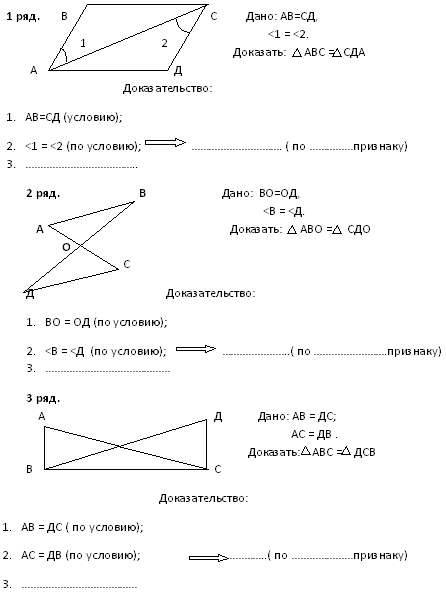 1 ряд. В С Дано: АВ=СД,
1 2 <1 = <2.
А Д Доказать: △ АВС = △ СДА
Доказательство:
1. АВ=СД (условию);
2. <1 = <2 (по условию); ⇒ ………………………… ( по ……………признаку)
3. …………………………………
2 ряд. В Дано: ВО=ОД,
А <В = <Д.
О Доказать: △ АВО = △ СДО
С
Д Доказательство:
1. ВО = ОД (по условию);
2. <В = <Д (по условию); ⇒ …………………..( по ……………………признаку)
3. ……………………………………
3 ряд.
А Д Дано: АВ = ДС;
АС = ДВ .
В С Доказать: △ АВС = △ ДСВ
Доказательство:
1. АВ = ДС ( по условию);
2. АС = ДВ (по условию); ⇒ …………( по …………………признаку)
3. …………………………………